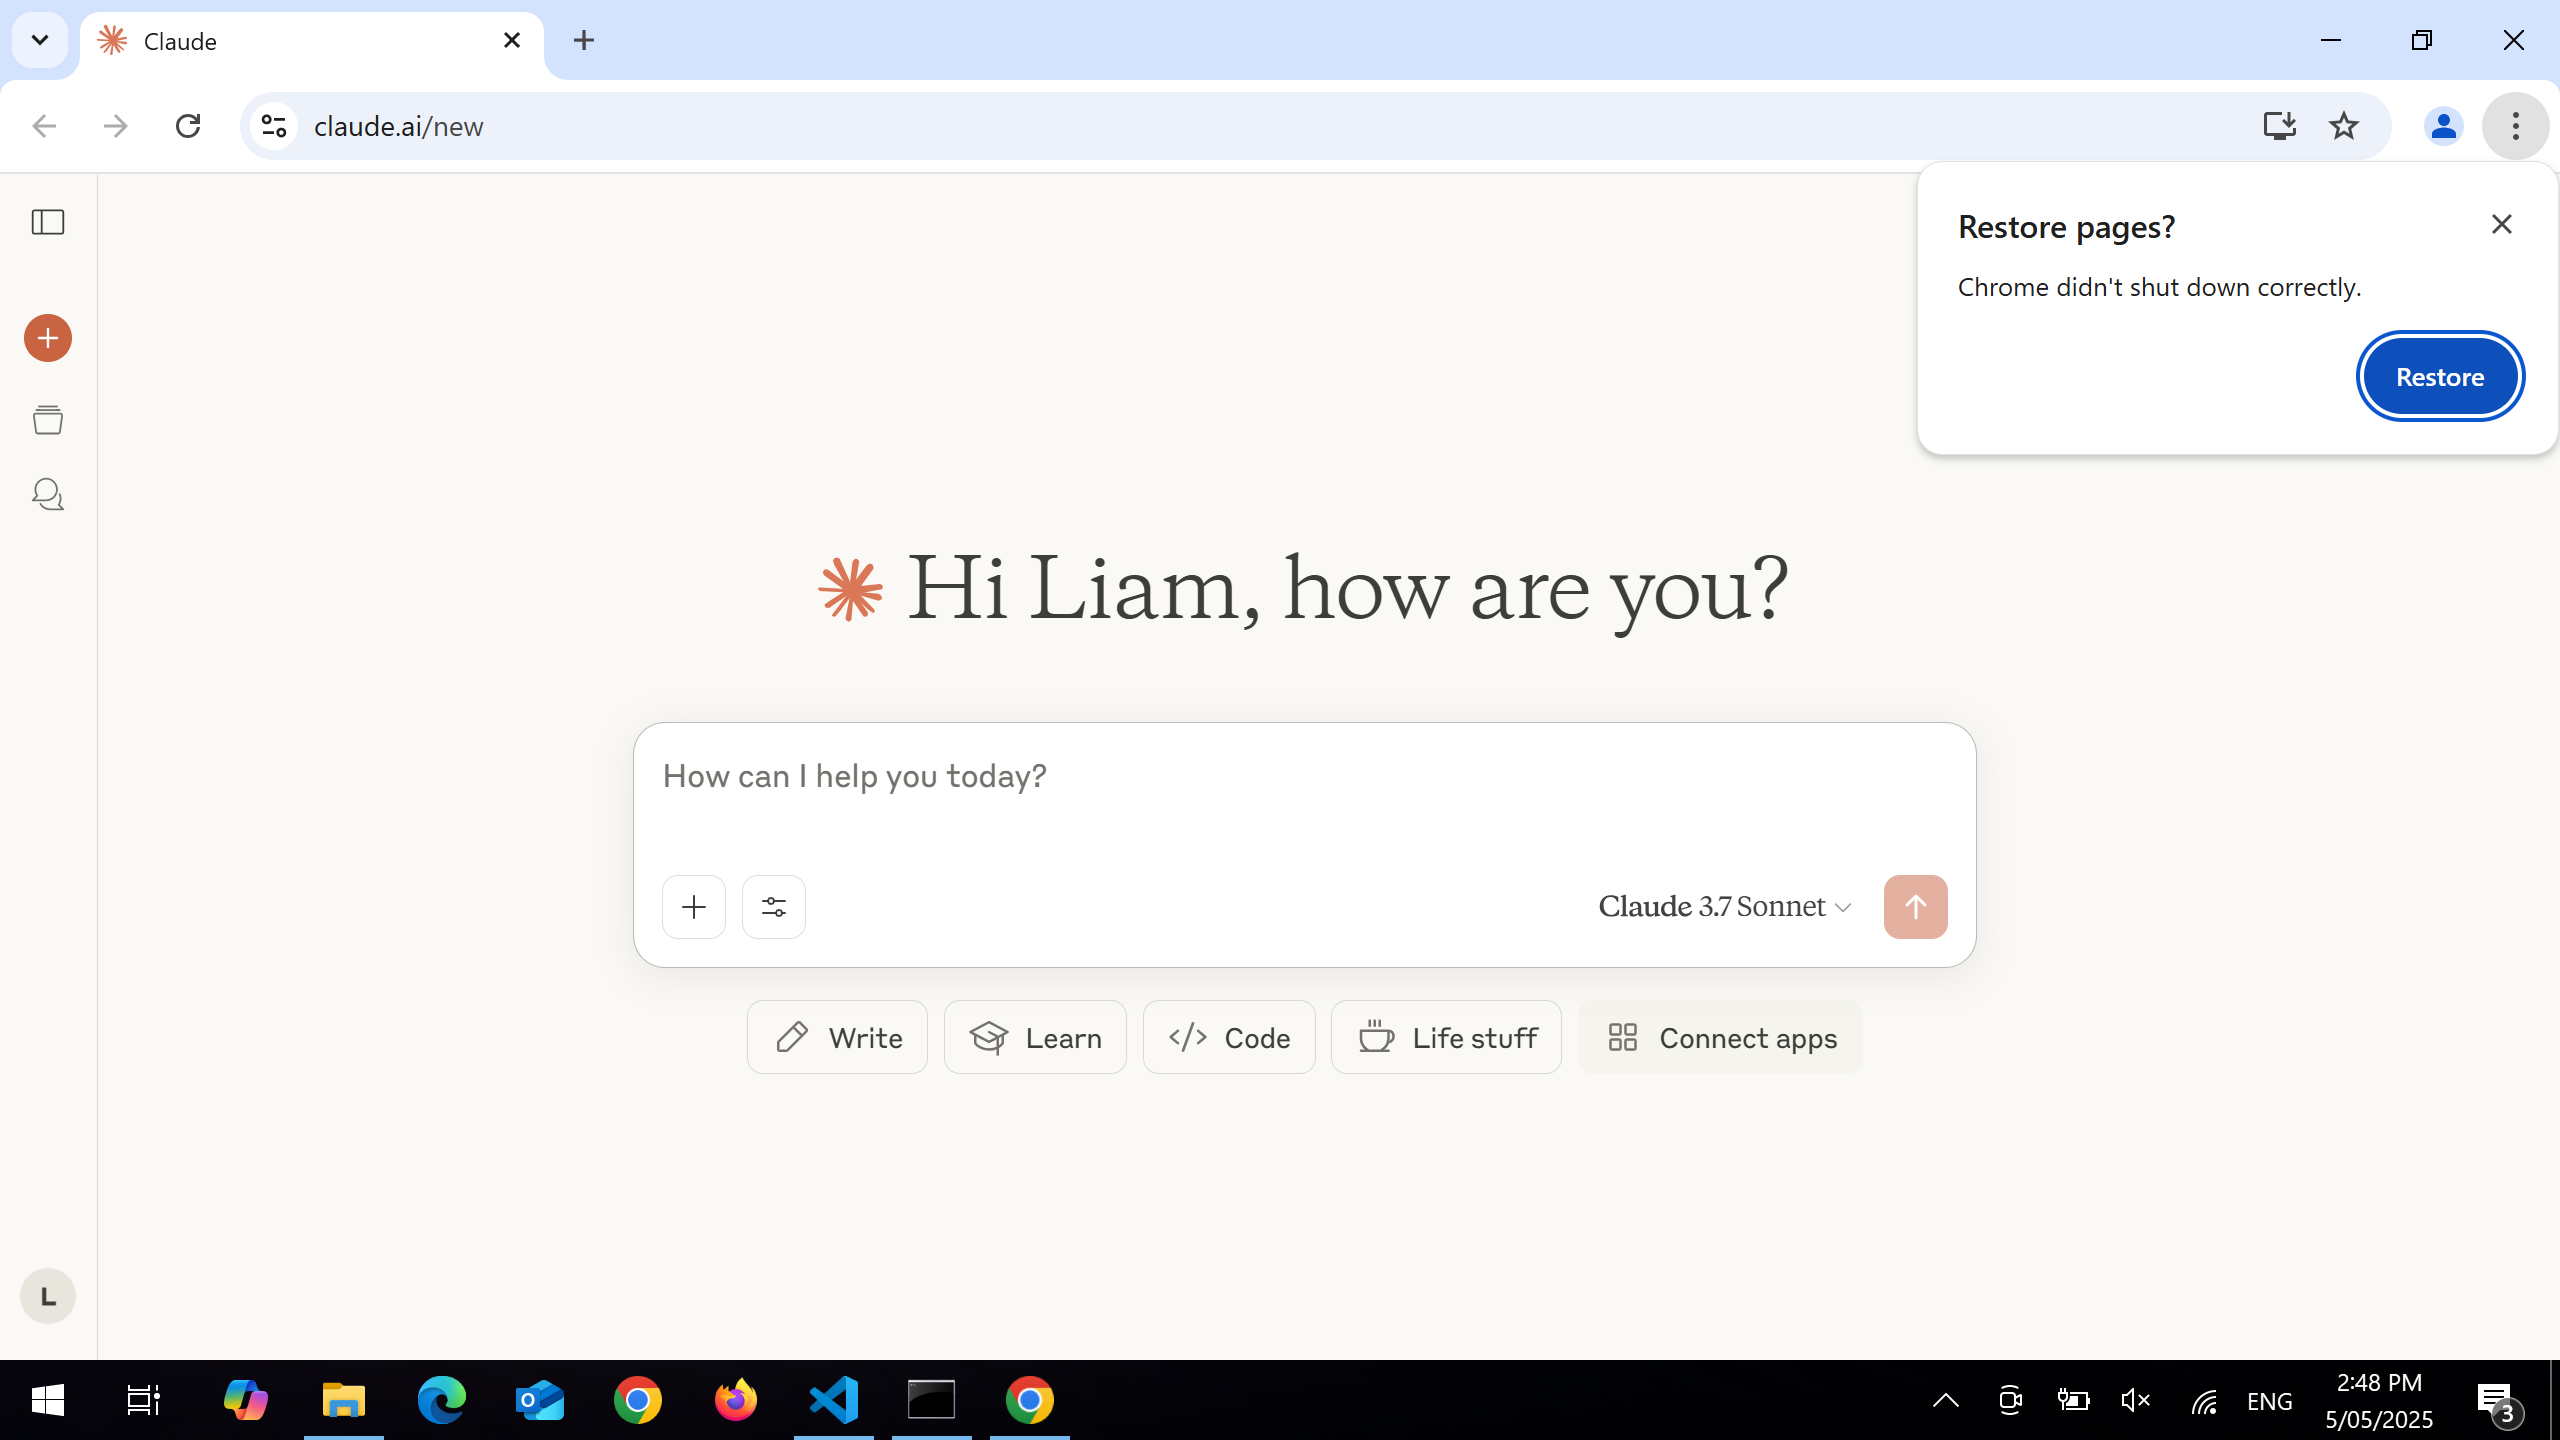 Claude
claude.ai/new
Restore pages?
Chrome didn't shut down correctly.
Restore
Hi Liam, how are you?
How can I help you today?
Claude 3.7 Sonnet
Write
Learn
Code
Life stuff
Connect apps
L
ENG
2:48 PM
5/05/2025
3